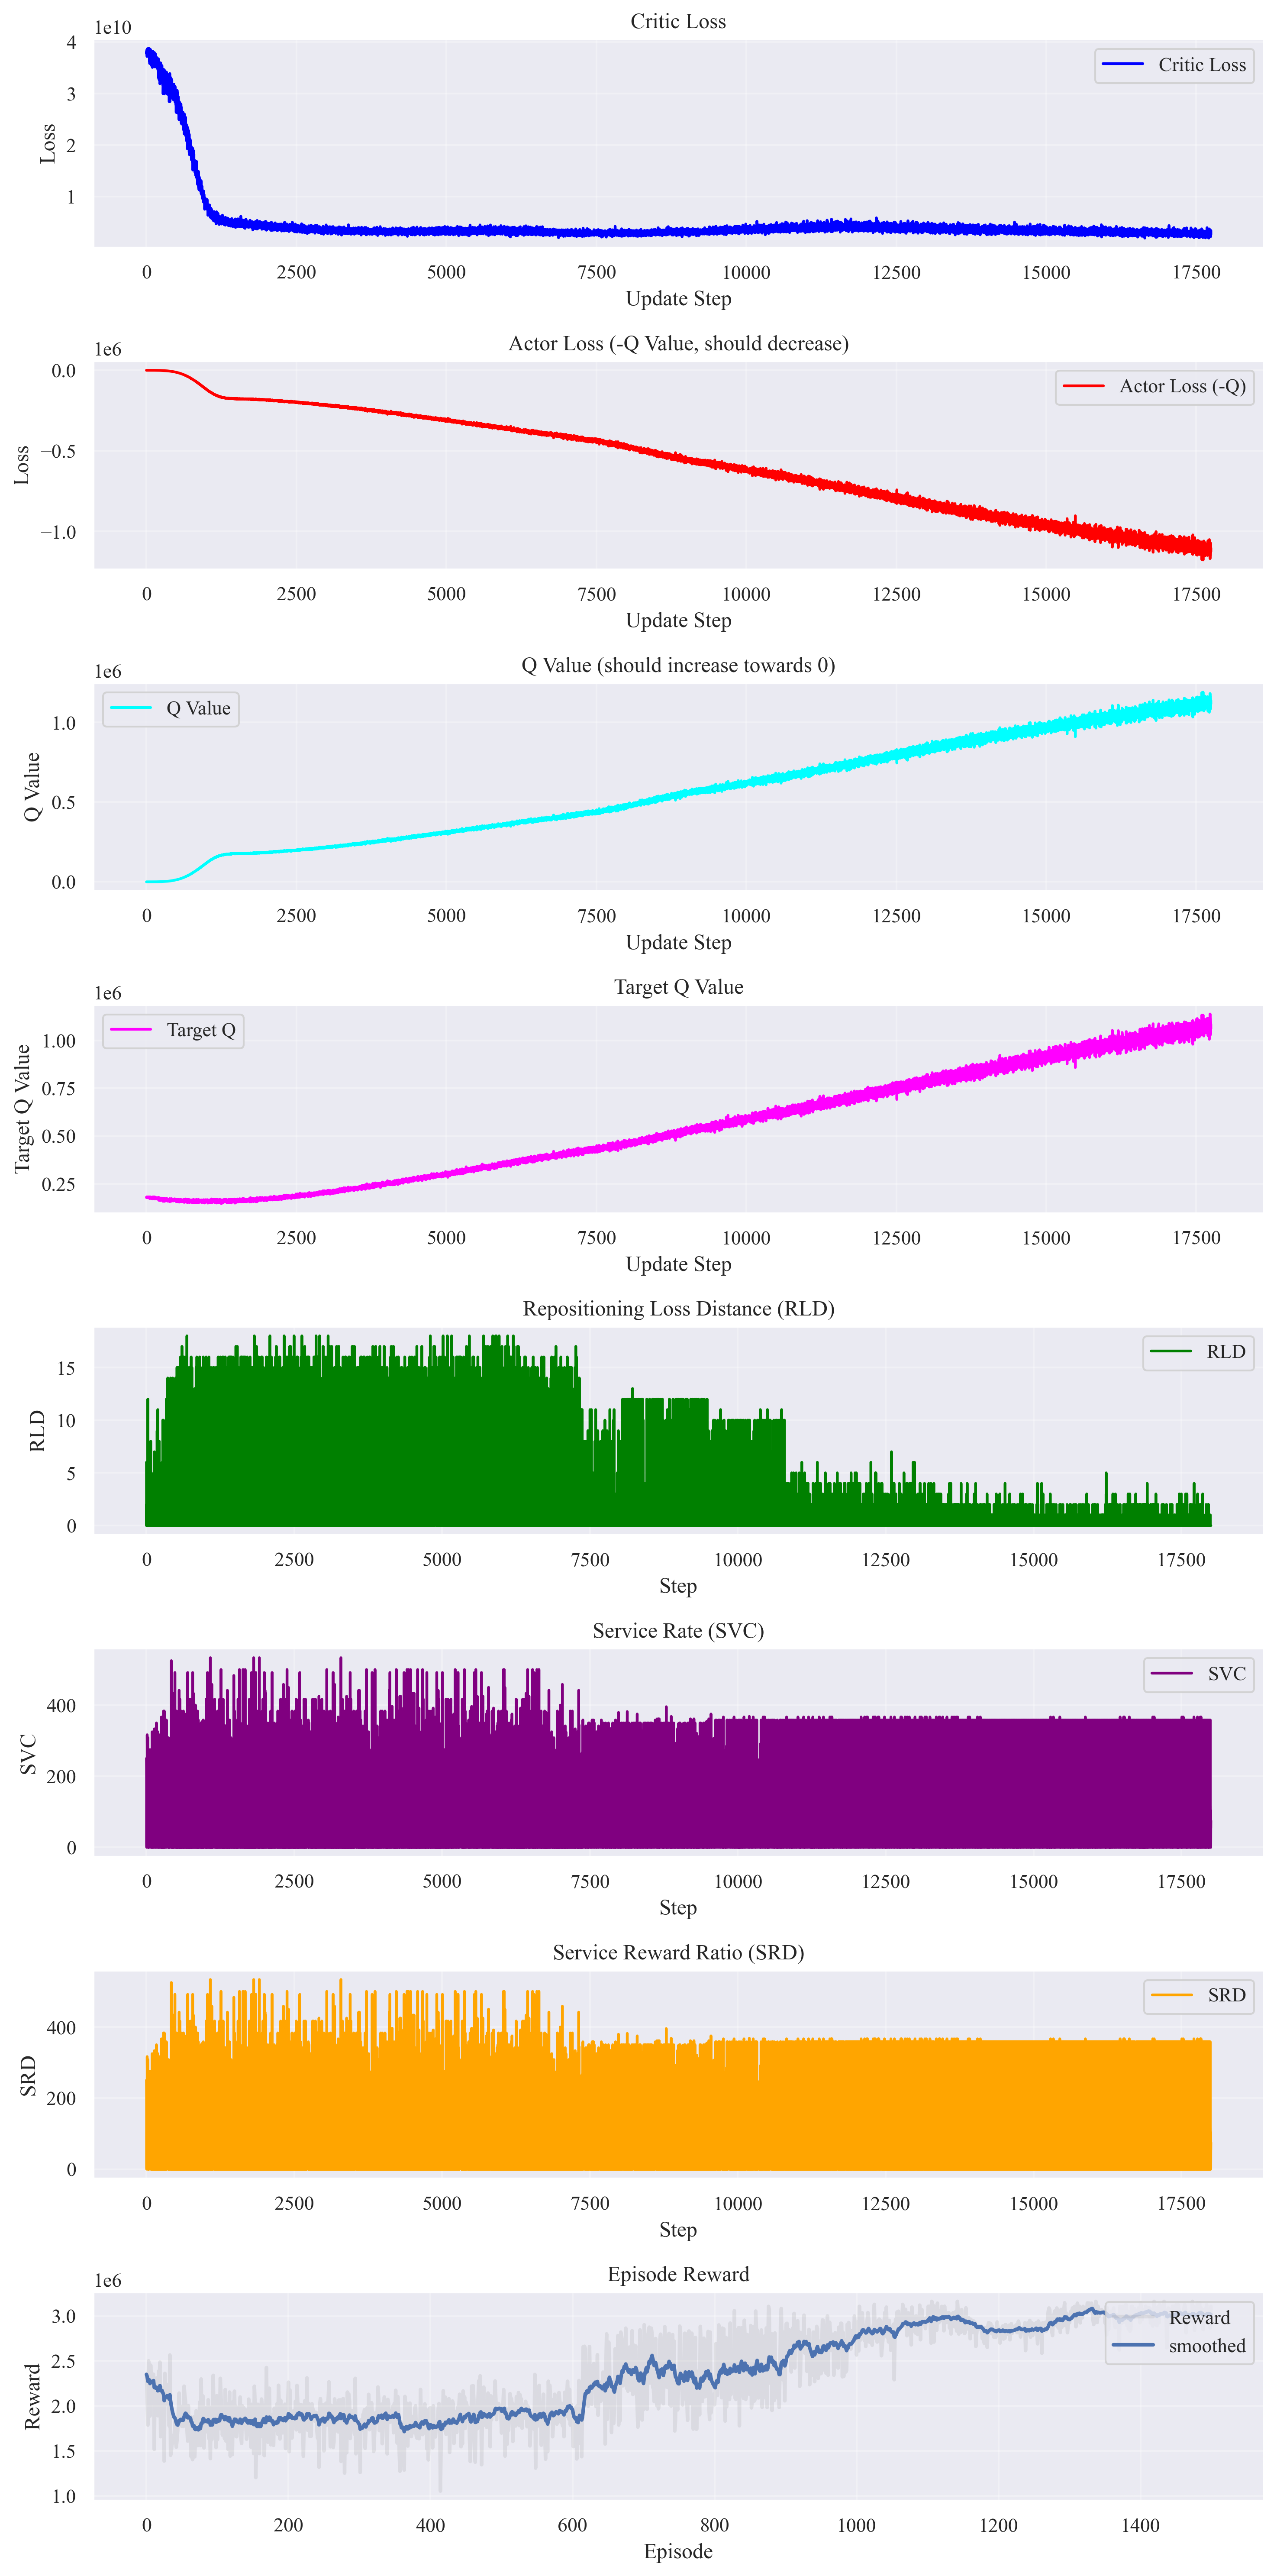 Critic Loss
1e10
4
3
2
1
Loss
Critic Loss
0 2500 5000 7500 10000 12500 15000 17500
Update Step
Actor Loss (-Q Value, should decrease)
1e6
0.0
−0.5
−1.0
Loss
Actor Loss (-Q)
0 2500 5000 7500 10000 12500 15000 17500
Update Step
Q Value (should increase towards 0)
1e6
1.0
0.5
0.0
Q Value
Q Value
0 2500 5000 7500 10000 12500 15000 17500
Update Step
Target Q Value
1e6
1.00
0.75
0.50
0.25
Target Q Value
Target Q
0 2500 5000 7500 10000 12500 15000 17500
Update Step
Repositioning Loss Distance (RLD)
15
10
5
0
RLD
RLD
0 2500 5000 7500 10000 12500 15000 17500
Step
Service Rate (SVC)
400
200
0
SVC
SVC
0 2500 5000 7500 10000 12500 15000 17500
Step
Service Reward Ratio (SRD)
400
200
0
SRD
SRD
0 2500 5000 7500 10000 12500 15000 17500
Step
Episode Reward
1e6
3.0
2.5
2.0
1.5
1.0
Reward
Reward
smoothed
0 200 400 600 800 1000 1200 1400
Episode